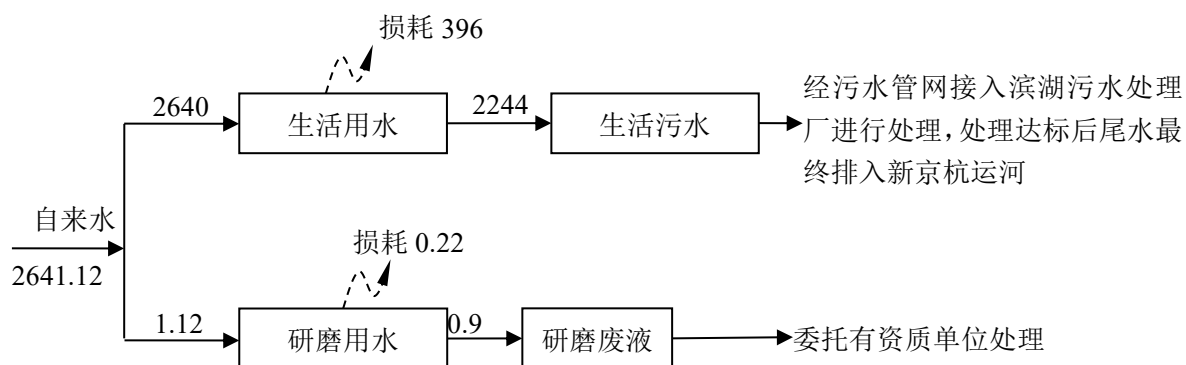 损耗 396
2640
生活用水
2244
生活污水
经污水管网接入滨湖污水处理
厂进行处理，处理达标后尾水最
终排入新京杭运河
自来水
2641.12
损耗 0.22
1.12
研磨用水
0.9
研磨废液
委托有资质单位处理